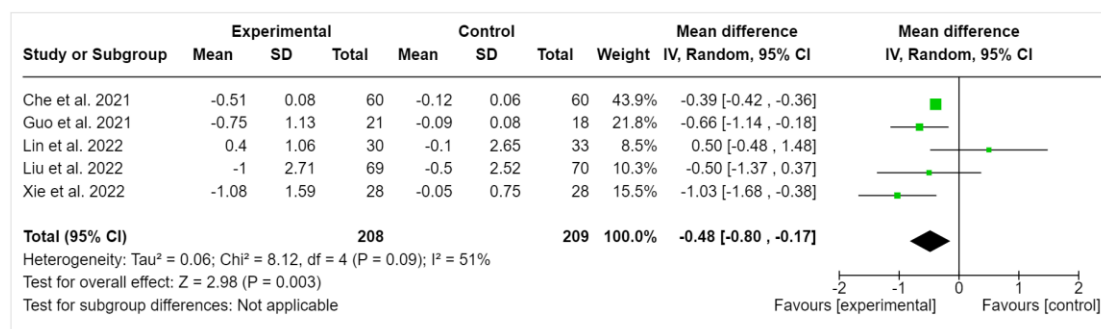 Experimental Control Mean difference Mean difference
Study or Subgroup Mean SD Total Mean SD Total Weight IV, Random, 95% CI IV, Random, 95% CI
Che et al. 2021 -0.51 0.08 60 -0.12 0.06 60 43.9% -0.39 [-0.42 , -0.36]
Guo et al. 2021 -0.75 1.13 21 -0.09 0.08 18 21.8% -0.66 [-1.14 , -0.18]
Lin et al. 2022 0.4 1.06 30 -0.1 2.65 33 8.5% 0.50 [-0.48 , 1.48]
Liu et al. 2022 -1 2.71 69 -0.5 2.52 70 10.3% -0.50 [-1.37 , 0.37]
Xie et al. 2022 -1.08 1.59 28 -0.05 0.75 28 15.5% -1.03 [-1.68 , -0.38]
Total (95% CI) 208 209 100.0% -0.48 [-0.80 , -0.17]
Heterogeneity: Tau² = 0.06; Chi² = 8.12, df = 4 (P = 0.09); I² = 51%
Test for overall effect: Z = 2.98 (P = 0.003)
Test for subgroup differences: Not applicable
-2 -1 0 1 2
Favours [experimental] Favours [control]